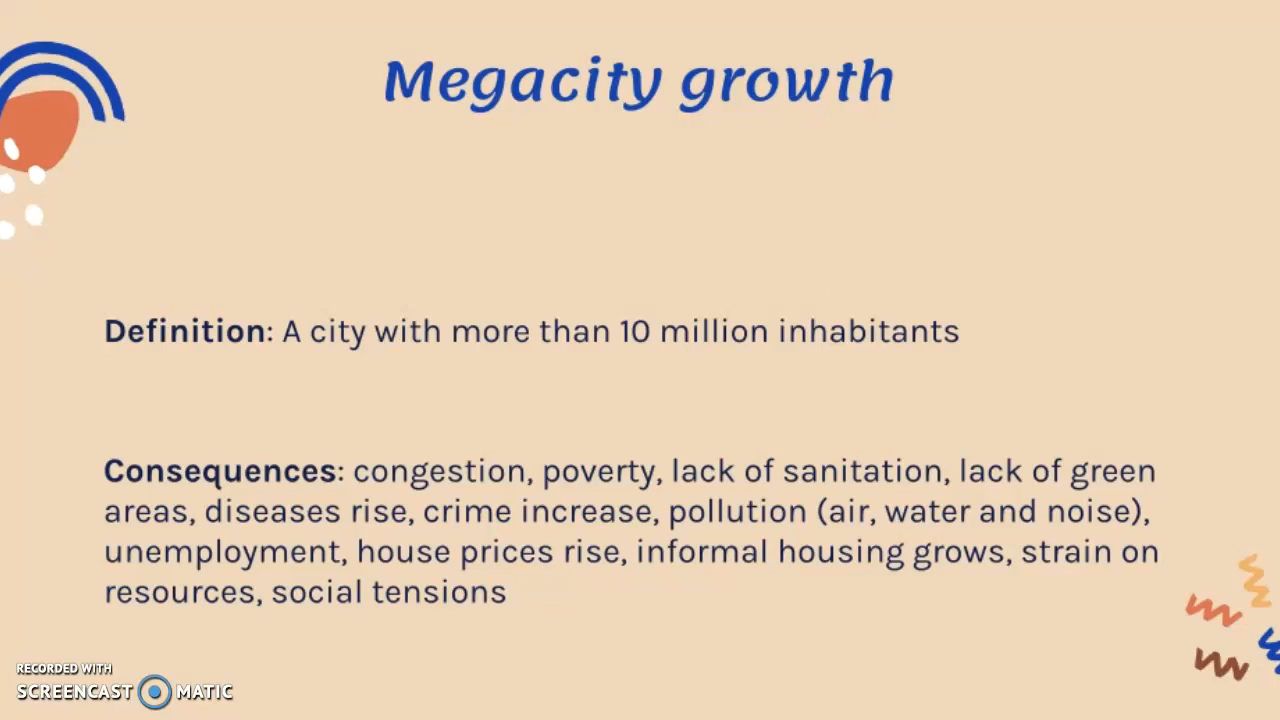 Megacity growth
Definition: A city with more than 10 million inhabitants
Consequences: congestion, poverty, lack of sanitation, lack of green
areas, diseases rise, crime increase, pollution (air, water and noise),
unemployment, house prices rise, informal housing grows, strain on
resources, social tensions
RECORDED WITH
SCREENCAST MATIC